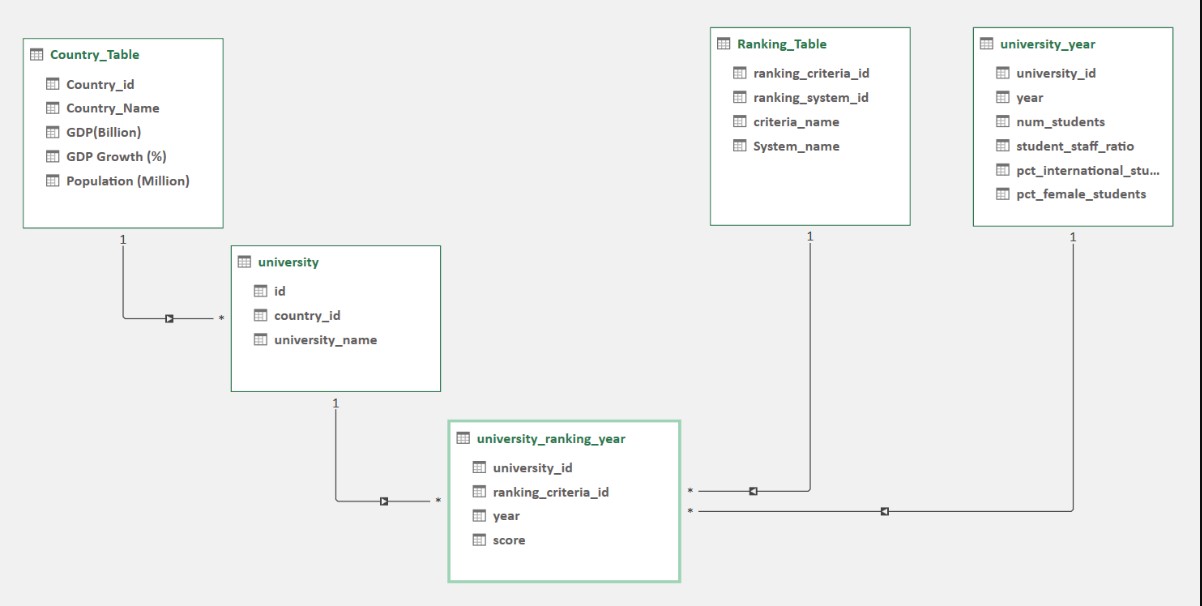 Country_Table
Country_id
Country_Name
GDP(Billion)
GDP Growth (%)
Population (Million)
1
*
university
id
country_id
university_name
1
*
Ranking_Table
ranking_criteria_id
ranking_system_id
criteria_name
System_name
1
*
university_year
university_id
year
num_students
student_staff_ratio
pct_international_stu...
pct_female_students
1
*
university_ranking_year
university_id
ranking_criteria_id
year
score